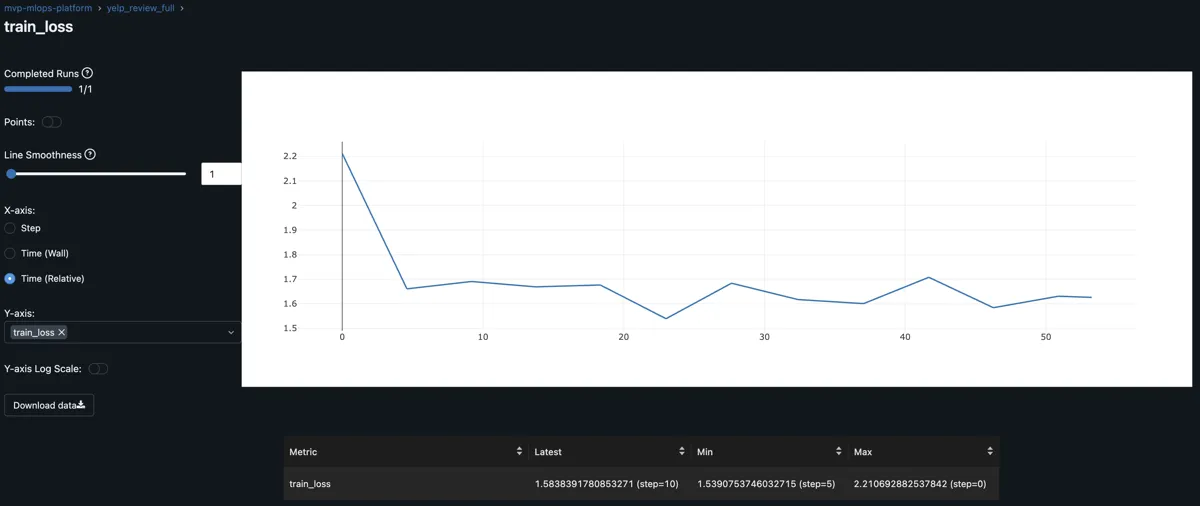 mvp-mlops-platform › yelp_review_full ›
train_loss
Completed Runs ?
1/1
Points:
Line Smoothness ?
1
X-axis:
Step
Time (Wall)
Time (Relative)
Y-axis:
train_loss ×
Y-axis Log Scale:
Download data
2.2
2.1
2
1.9
1.8
1.7
1.6
1.5
0 10 20 30 40 50
Metric Latest Min Max
train_loss 1.5838391780853271 (step=10) 1.5390753746032715 (step=5) 2.210692882537842 (step=0)